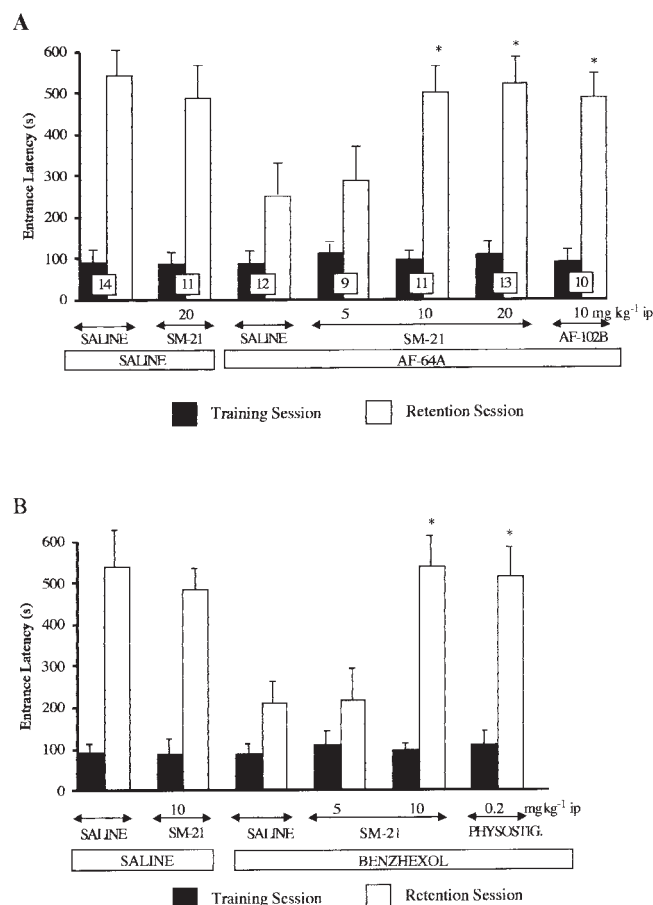 A
Entrance Latency (s)
600
500
400
300
200
100
0
* * *
14 11 12 9 11 13 10
20 5 10 20 10 mg kg⁻¹ ip
SALINE SM-21 SALINE SM-21 AF-102B
SALINE AF-64A
Training Session Retention Session
B
Entrance Latency (s)
600
500
400
300
200
100
0
* *
10 5 10 0.2 mgkg⁻¹ ip
SALINE SM-21 SALINE SM-21 PHYSOSTIG.
SALINE BENZHEXOL
Training Session Retention Session